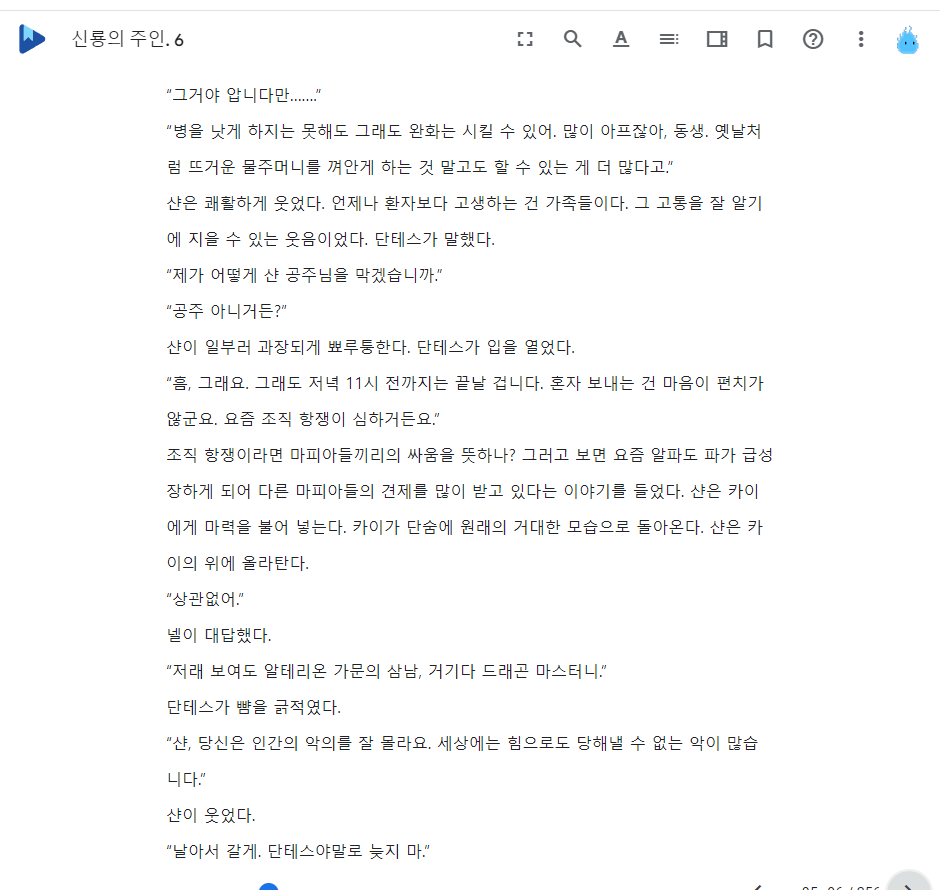 신룡의 주인. 6
“그거야 압니다만…….”
“병을 낫게 하지는 못해도 그래도 완화는 시킬 수 있어. 많이 아프잖아, 동생. 옛날처
럼 뜨거운 물주머니를 껴안게 하는 것 말고도 할 수 있는 게 더 많다고.”
샨은 쾌활하게 웃었다. 언제나 환자보다 고생하는 건 가족들이다. 그 고통을 잘 알기
에 지을 수 있는 웃음이었다. 단테스가 말했다.
“제가 어떻게 샨 공주님을 막겠습니까.”
“공주 아니거든?”
샨이 일부러 과장되게 뾰루퉁한다. 단테스가 입을 열었다.
“흠, 그래요. 그래도 저녁 11시 전까지는 끝날 겁니다. 혼자 보내는 건 마음이 편치가
않군요. 요즘 조직 항쟁이 심하거든요.”
조직 항쟁이라면 마피아들끼리의 싸움을 뜻하나? 그러고 보면 요즘 알파도 파가 급성
장하게 되어 다른 마피아들의 견제를 많이 받고 있다는 이야기를 들었다. 샨은 카이
에게 마력을 불어 넣는다. 카이가 단숨에 원래의 거대한 모습으로 돌아온다. 샨은 카
이의 위에 올라탄다.
“상관없어.”
넬이 대답했다.
“저래 보여도 알테리온 가문의 삼남, 거기다 드래곤 마스터니.”
단테스가 뺨을 긁적였다.
“샨, 당신은 인간의 악의를 잘 몰라요. 세상에는 힘으로도 당해낼 수 없는 악이 많습
니다.”
샨이 웃었다.
“날아서 갈게. 단테스야말로 늦지 마.”